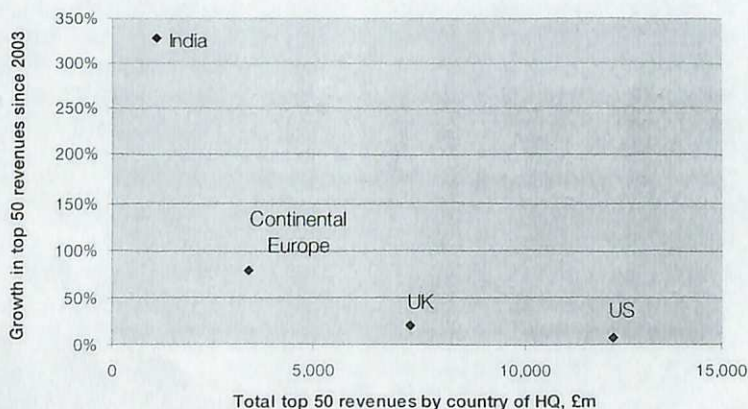 Growth in top 50 revenues since 2003
350%
300%
250%
200%
150%
100%
50%
0%
India
Continental
Europe
UK
US
0
5,000
10,000
15,000
Total top 50 revenues by country of HQ, £m